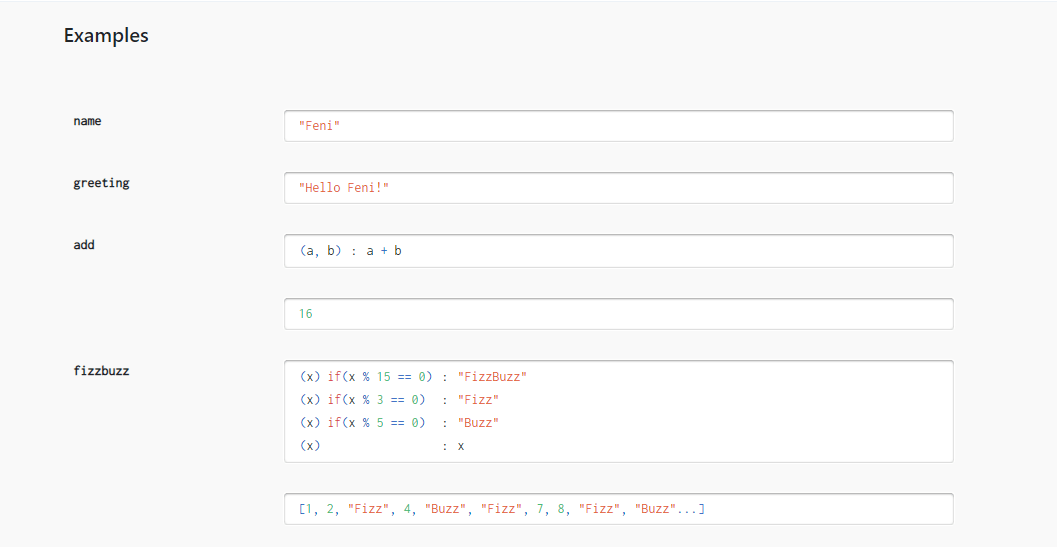 Examples
name
"Feni"
greeting
"Hello Feni!"
add
(a, b) : a + b
16
fizzbuzz
(x) if(x % 15 == 0) : "FizzBuzz"
(x) if(x % 3 == 0)  : "Fizz"
(x) if(x % 5 == 0)  : "Buzz"
(x)                 : x
[1, 2, "Fizz", 4, "Buzz", "Fizz", 7, 8, "Fizz", "Buzz"...]